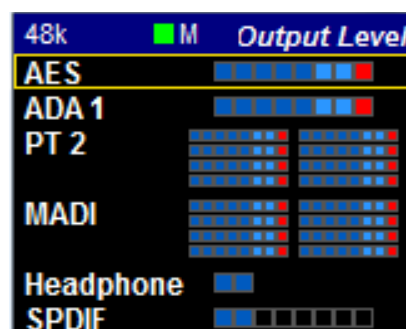 48k M Output Level
AES
ADA 1
PT 2
MADI
Headphone
SPDIF